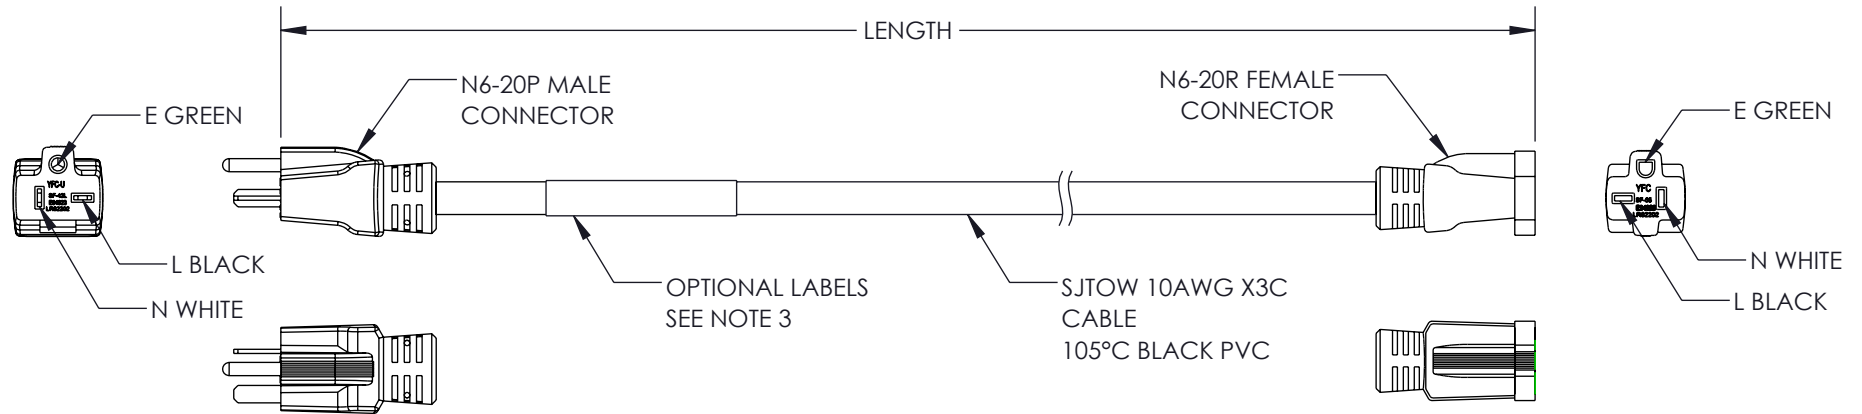 LENGTH
N6-20P MALE
CONNECTOR
N6-20R FEMALE
CONNECTOR
E GREEN
E GREEN
YFC-U
YFC
L BLACK
N WHITE
OPTIONAL LABELS
SEE NOTE 3
SJTOW 10AWG X3C
CABLE
105°C BLACK PVC
N WHITE
L BLACK